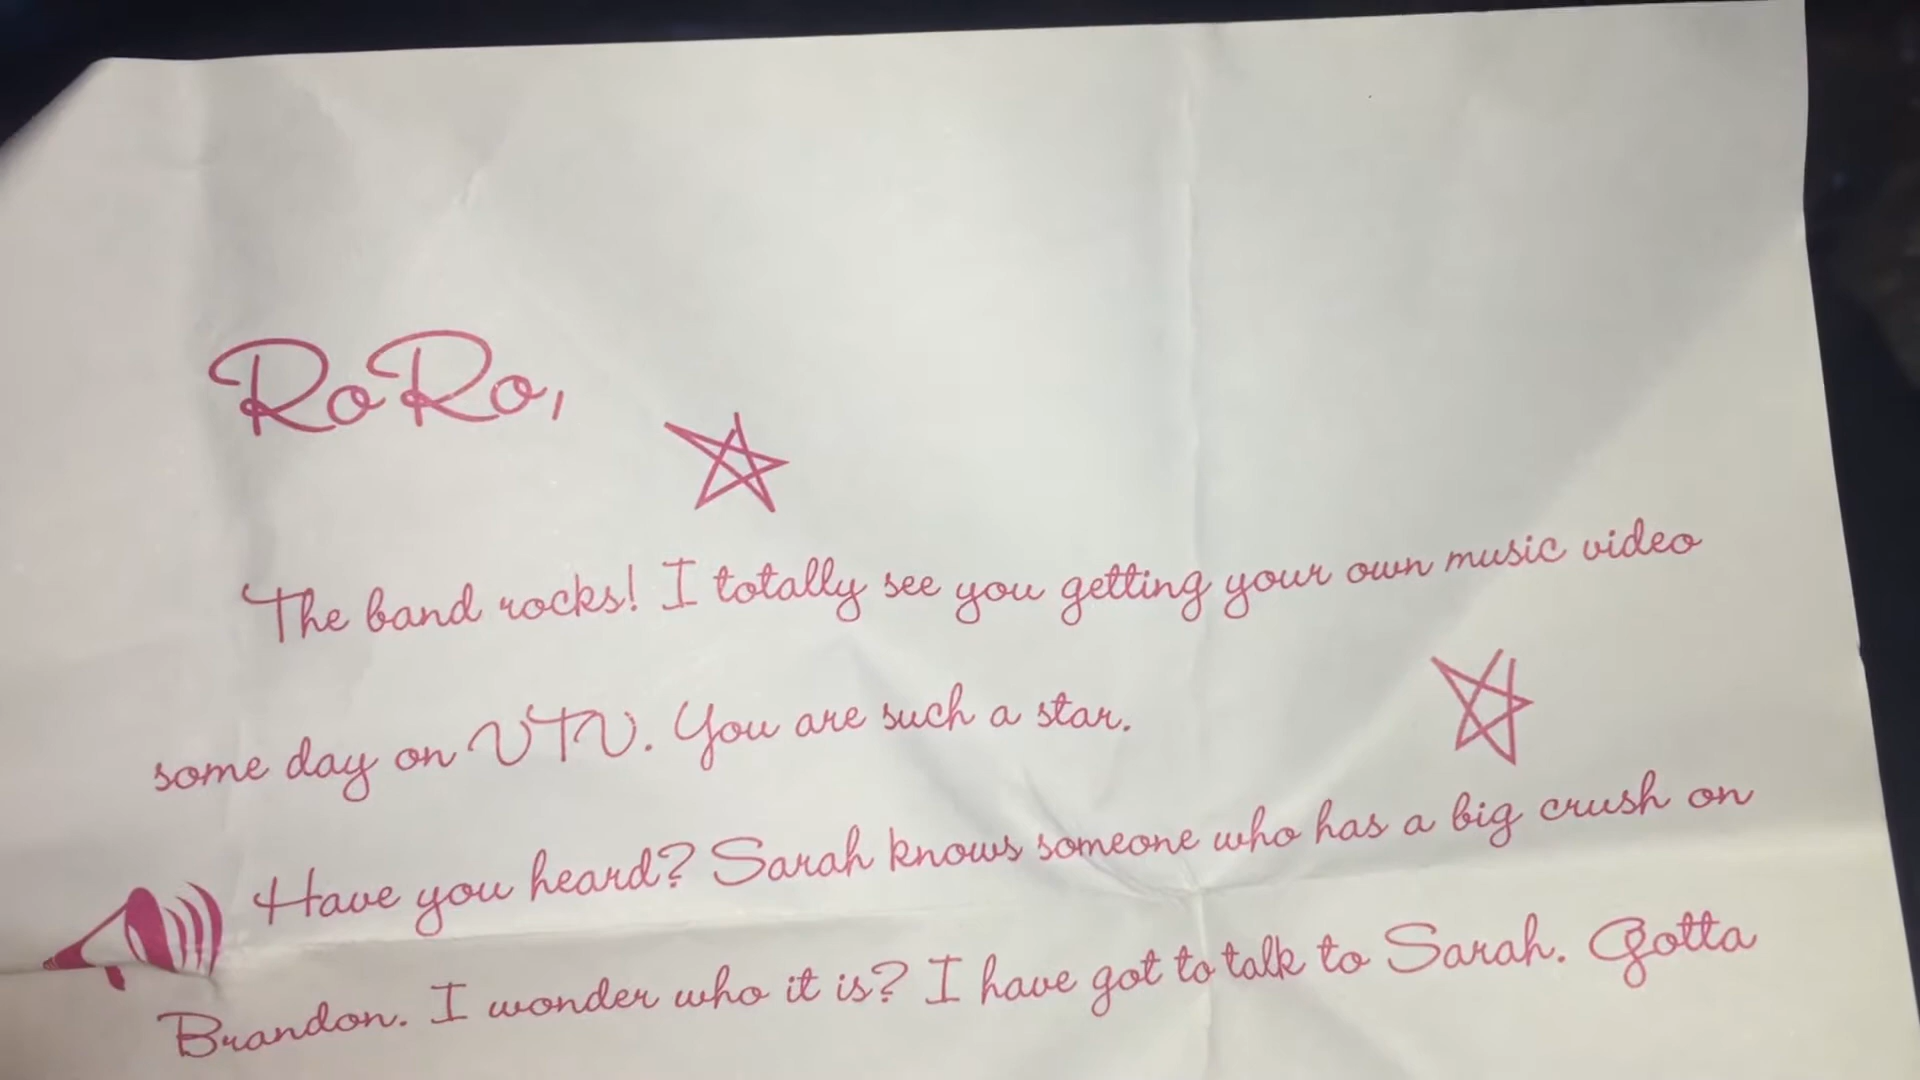 RoRo,
The band rocks! I totally see you getting your own music video
some day on VTV. You are such a star.
Have you heard? Sarah knows someone who has a big crush on
Brandon. I wonder who it is? I have got to talk to Sarah. Gotta